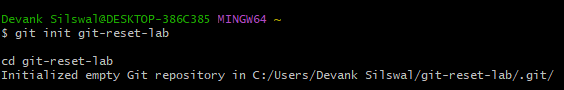 Devank Silswal@DESKTOP-386C385 MINGW64 ~
$ git init git-reset-lab
cd git-reset-lab
Initialized empty Git repository in C:/Users/Devank Silswal/git-reset-lab/.git/